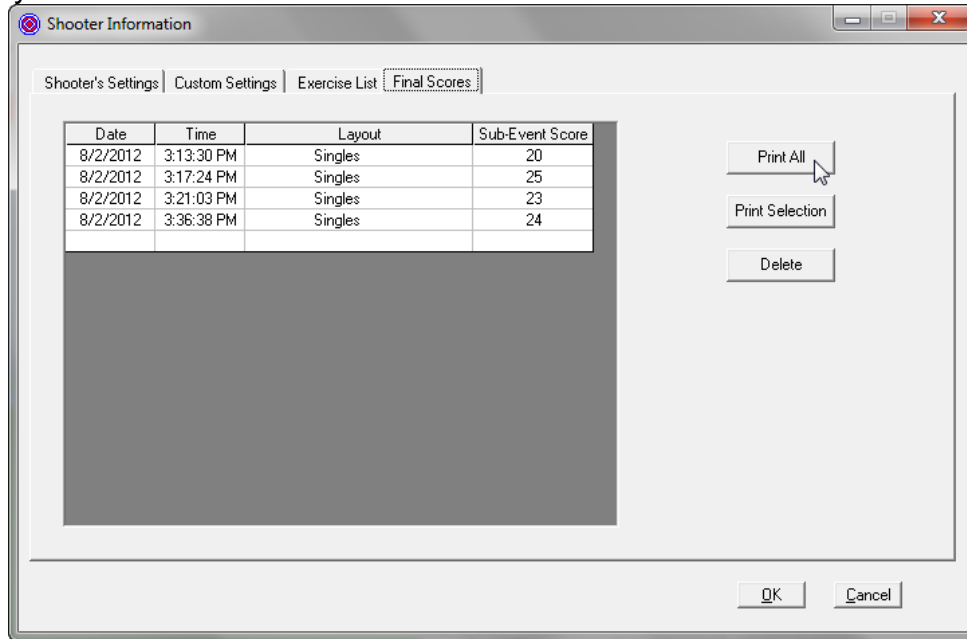 Shooter Information
Shooter's Settings Custom Settings Exercise List Final Scores
Date Time Layout Sub-Event Score
8/2/2012 3:13:30 PM Singles 20
8/2/2012 3:17:24 PM Singles 25
8/2/2012 3:21:03 PM Singles 23
8/2/2012 3:36:38 PM Singles 24
Print All
Print Selection
Delete
OK Cancel